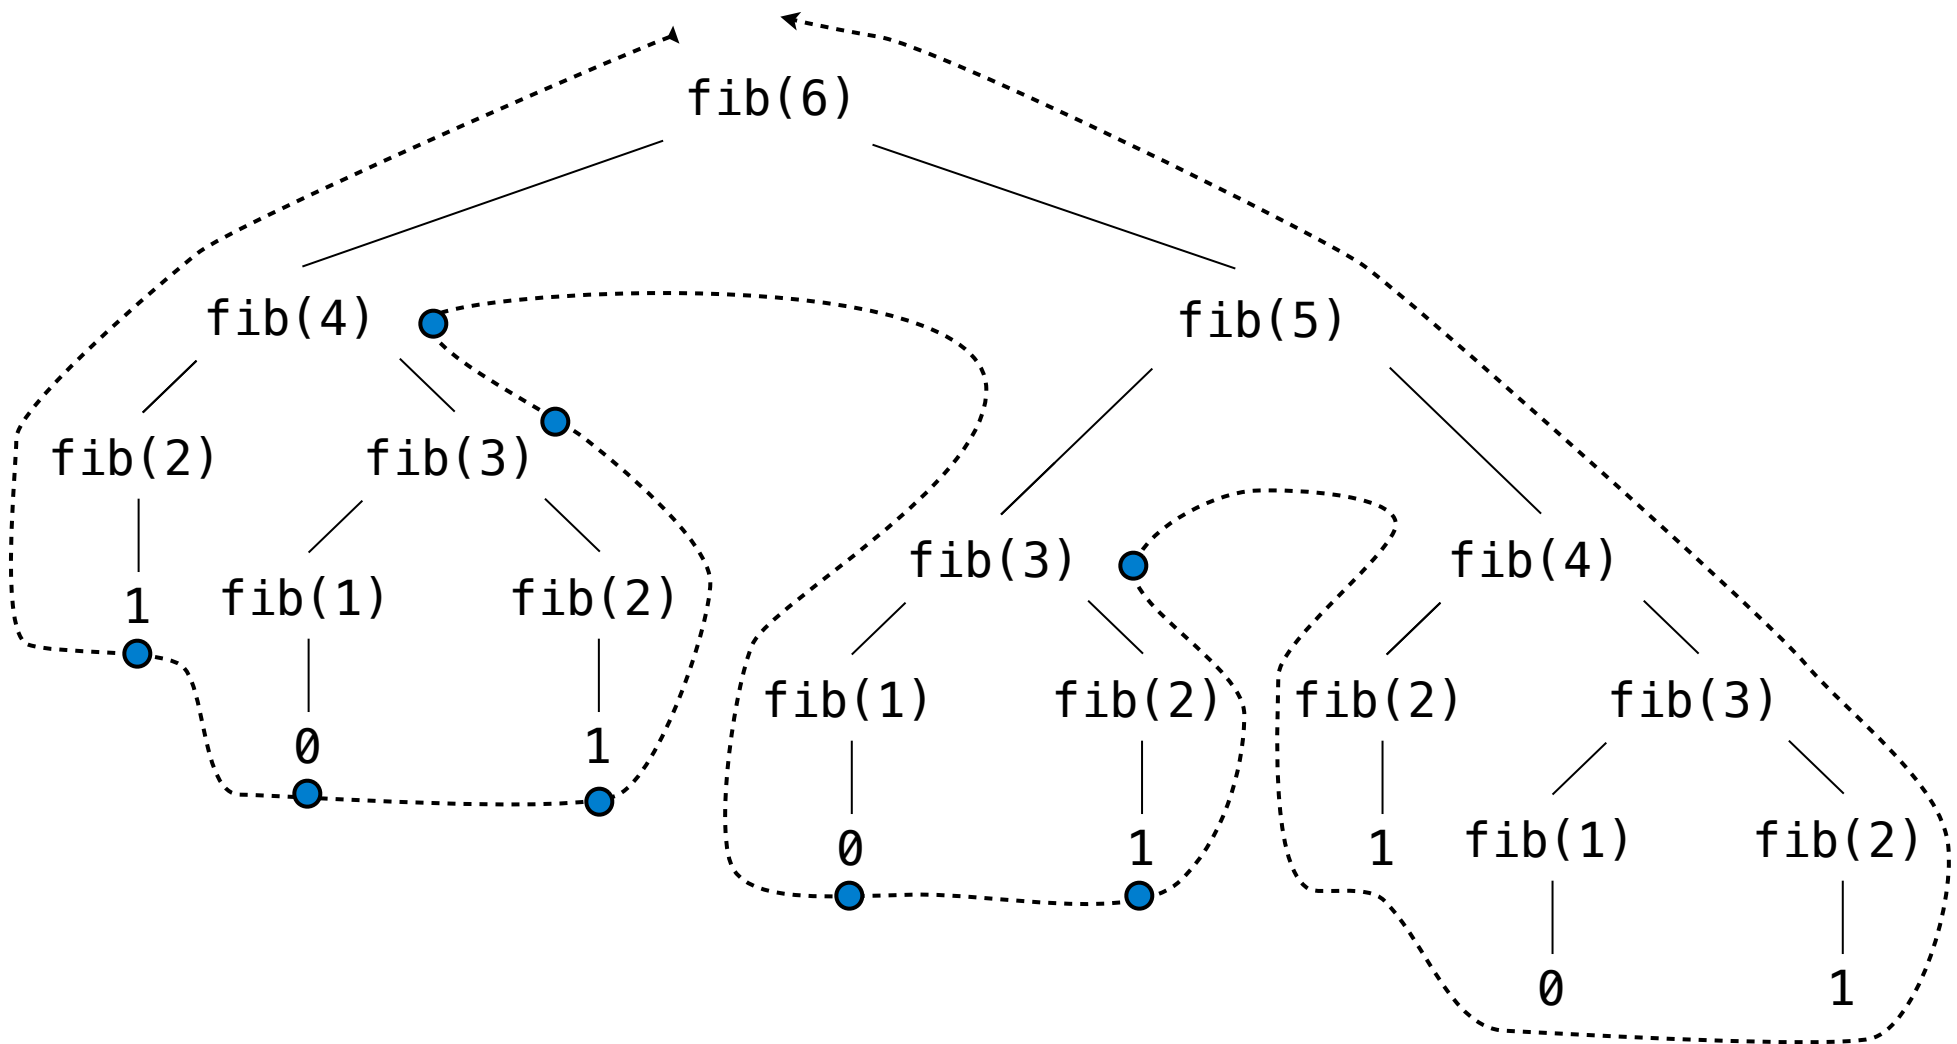 fib(6)
fib(4) fib(5)
fib(2) fib(3)
fib(3) fib(4)
1 fib(1) fib(2)
fib(1) fib(2) fib(2) fib(3)
0 1
0 1 1 fib(1) fib(2)
0 1